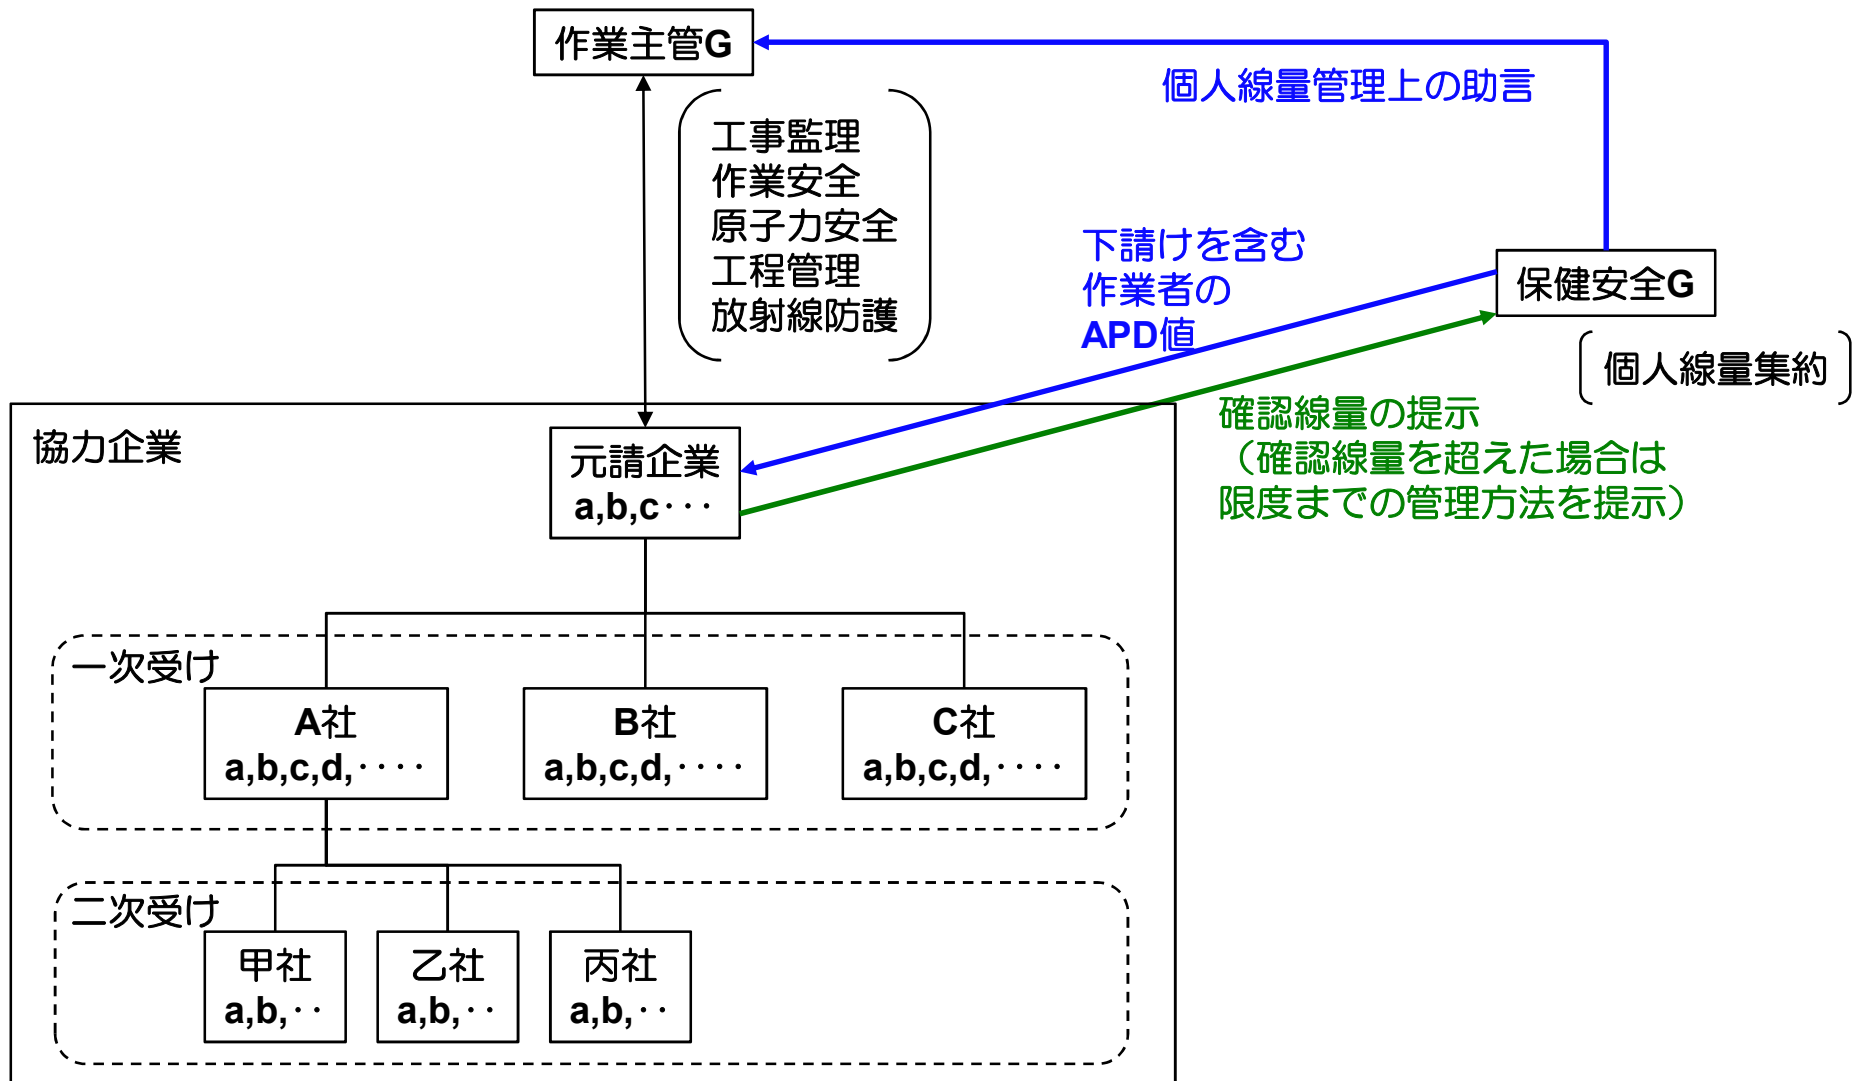 作業主管G
個人線量管理上の助言
工事監理
作業安全
原子力安全
工程管理
放射線防護
下請けを含む
作業者の
APD値
保健安全G
個人線量集約
確認線量の提示
（確認線量を超えた場合は
限度までの管理方法を提示）
協力企業
元請企業
a,b,c･･･
一次受け
A社
a,b,c,d,････
B社
a,b,c,d,････
C社
a,b,c,d,････
二次受け
甲社
a,b,･･
乙社
a,b,･･
丙社
a,b,･･